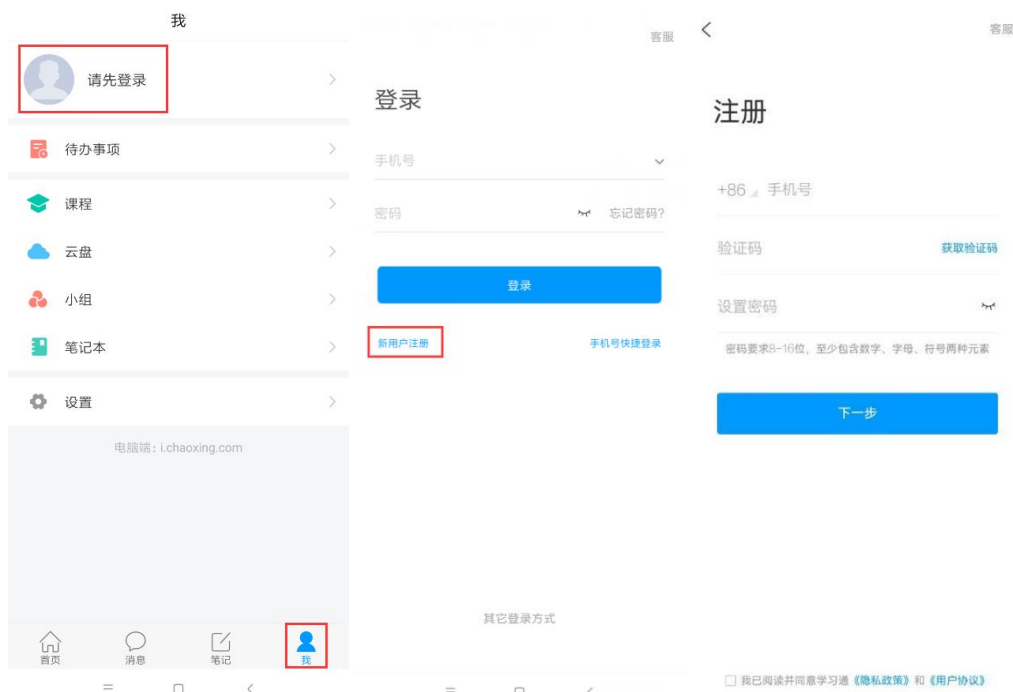 我
请先登录
待办事项
课程
云盘
小组
笔记本
设置
电脑端：i.chaoxing.com
首页
消息
笔记
我
客服
登录
手机号
密码
忘记密码?
登录
新用户注册
手机号快捷登录
其它登录方式
客服
注册
+86 手机号
验证码
获取验证码
设置密码
密码要求8-16位，至少包含数字、字母、符号两种元素
下一步
我已阅读并同意学习通《隐私政策》和《用户协议》